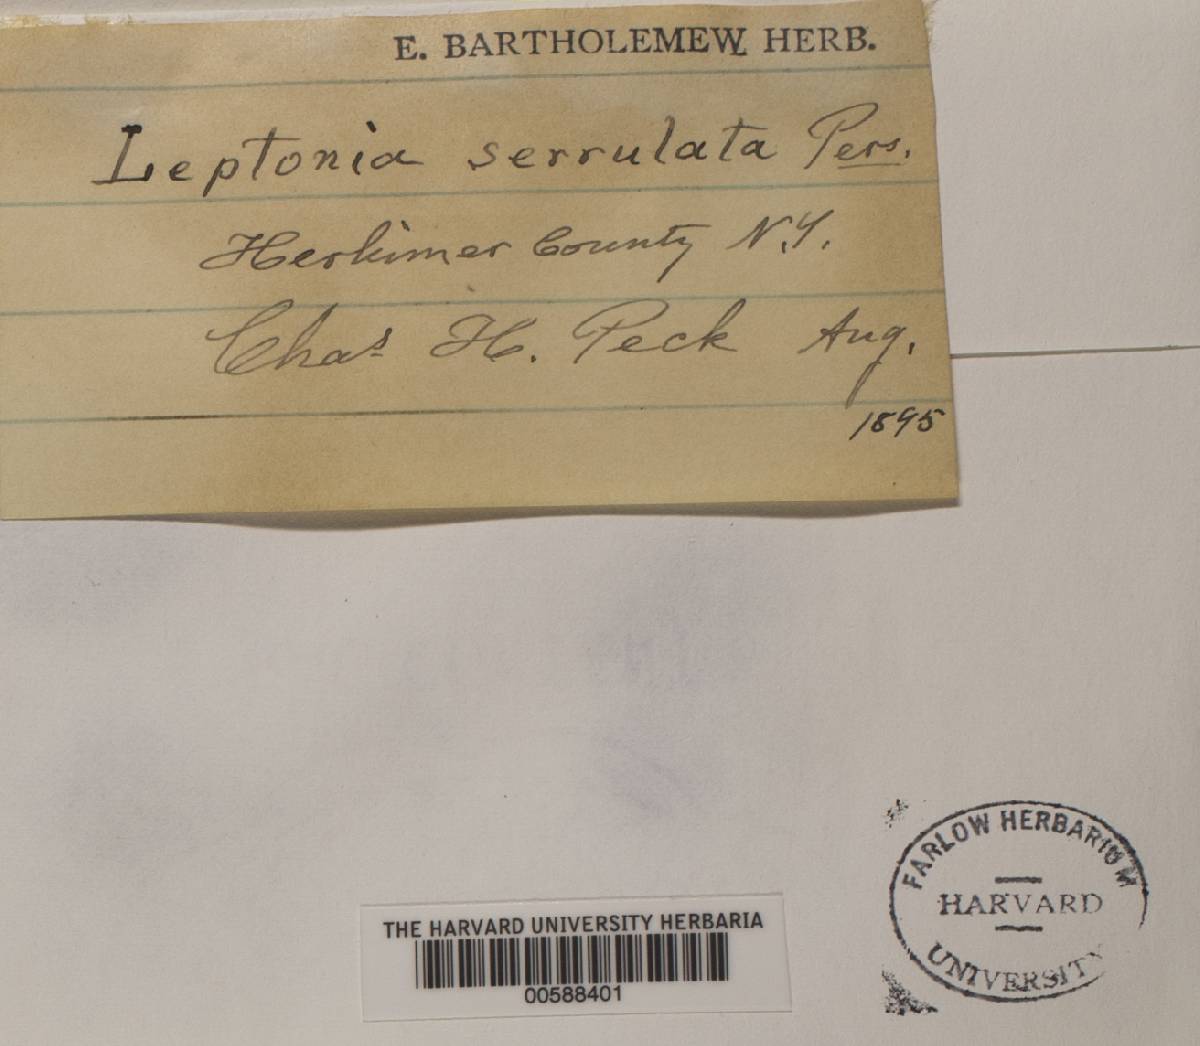 E. BARTHOLEMEW HERB.
Leptonia serrulata Pers.
Herkimer County N.Y.
Chas H. Peck Aug.
1895
FARLOW HERBARIUM
HARVARD
UNIVERSITY
THE HARVARD UNIVERSITY HERBARIA
00588401